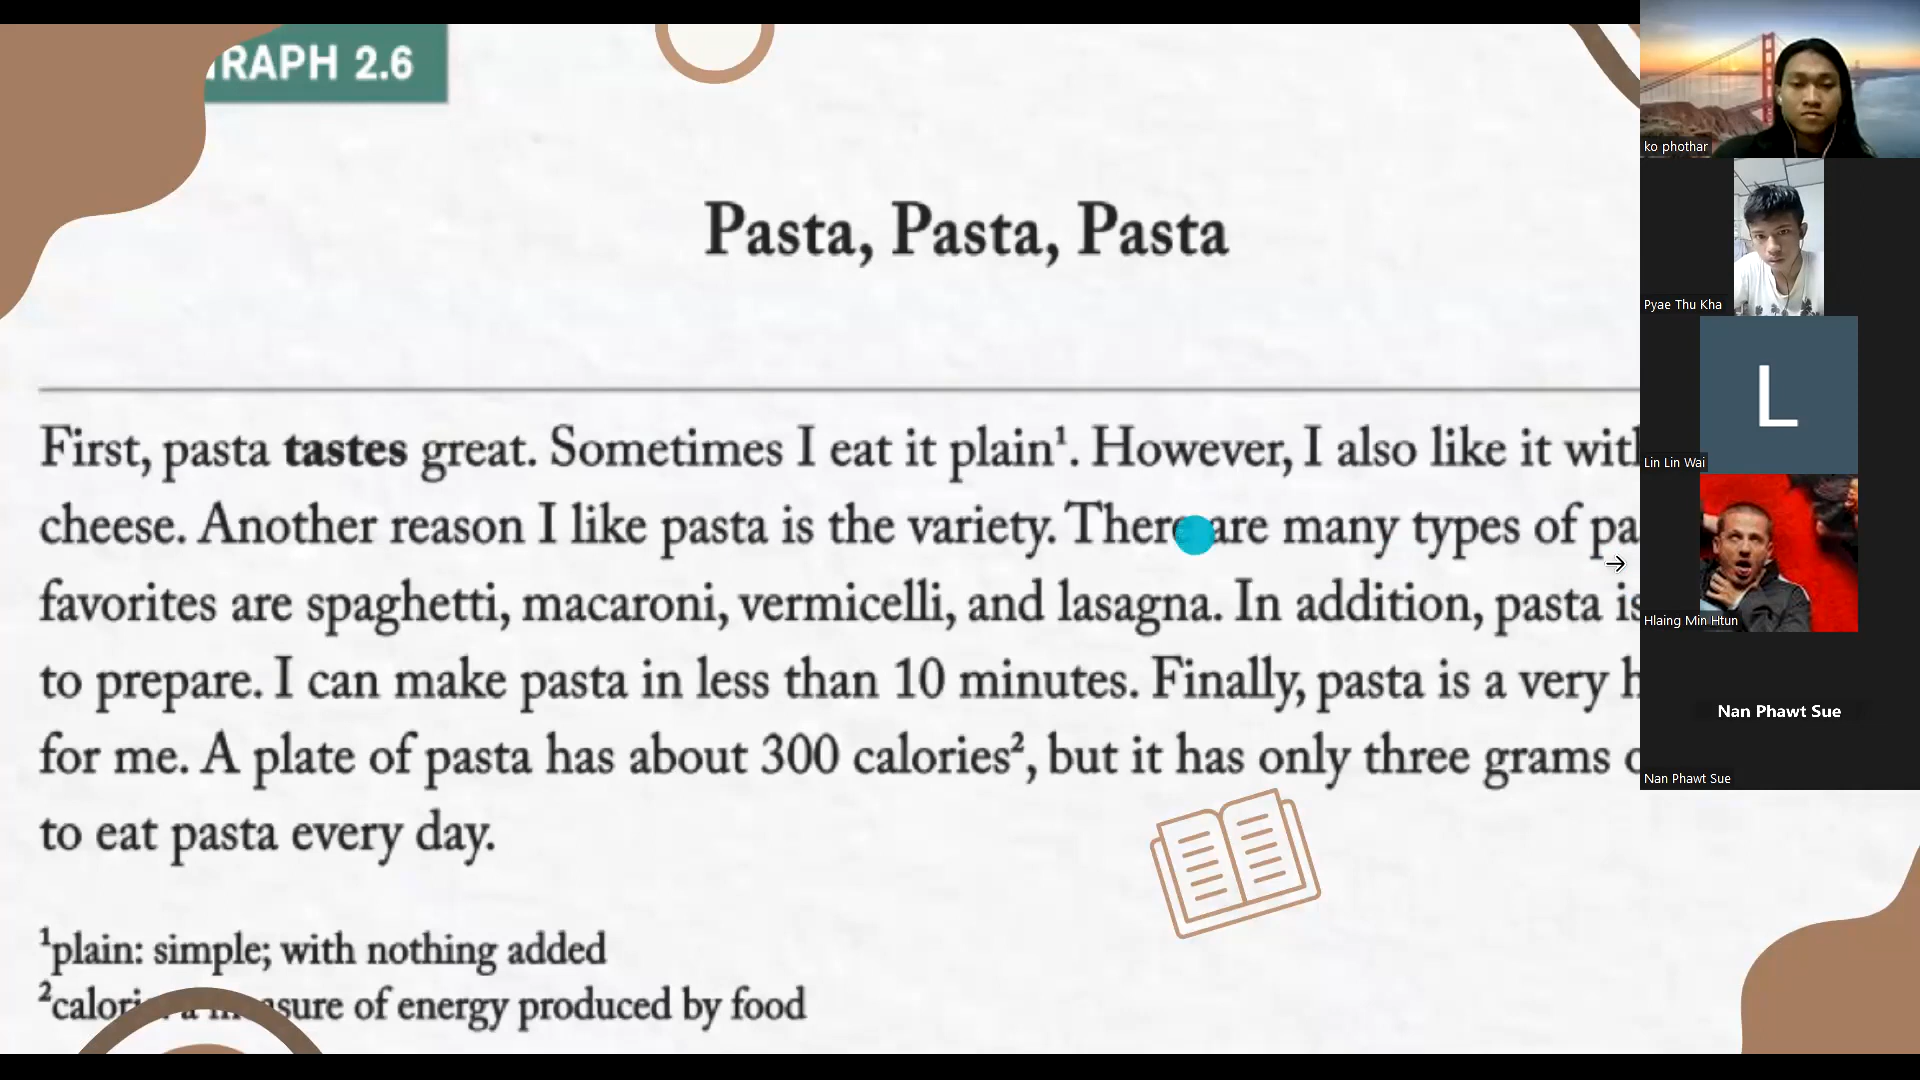 RAPH 2.6
Pasta, Pasta, Pasta
First, pasta tastes great. Sometimes I eat it plain¹. However, I also like it with
cheese. Another reason I like pasta is the variety. There are many types of pa
favorites are spaghetti, macaroni, vermicelli, and lasagna. In addition, pasta is
to prepare. I can make pasta in less than 10 minutes. Finally, pasta is a very h
for me. A plate of pasta has about 300 calories², but it has only three grams
to eat pasta every day.
¹plain: simple; with nothing added
²calori a measure of energy produced by food
ko phothar
Pyae Thu Kha
L
Lin Lin Wai
Hlaing Min Htun
Nan Phawt Sue
Nan Phawt Sue